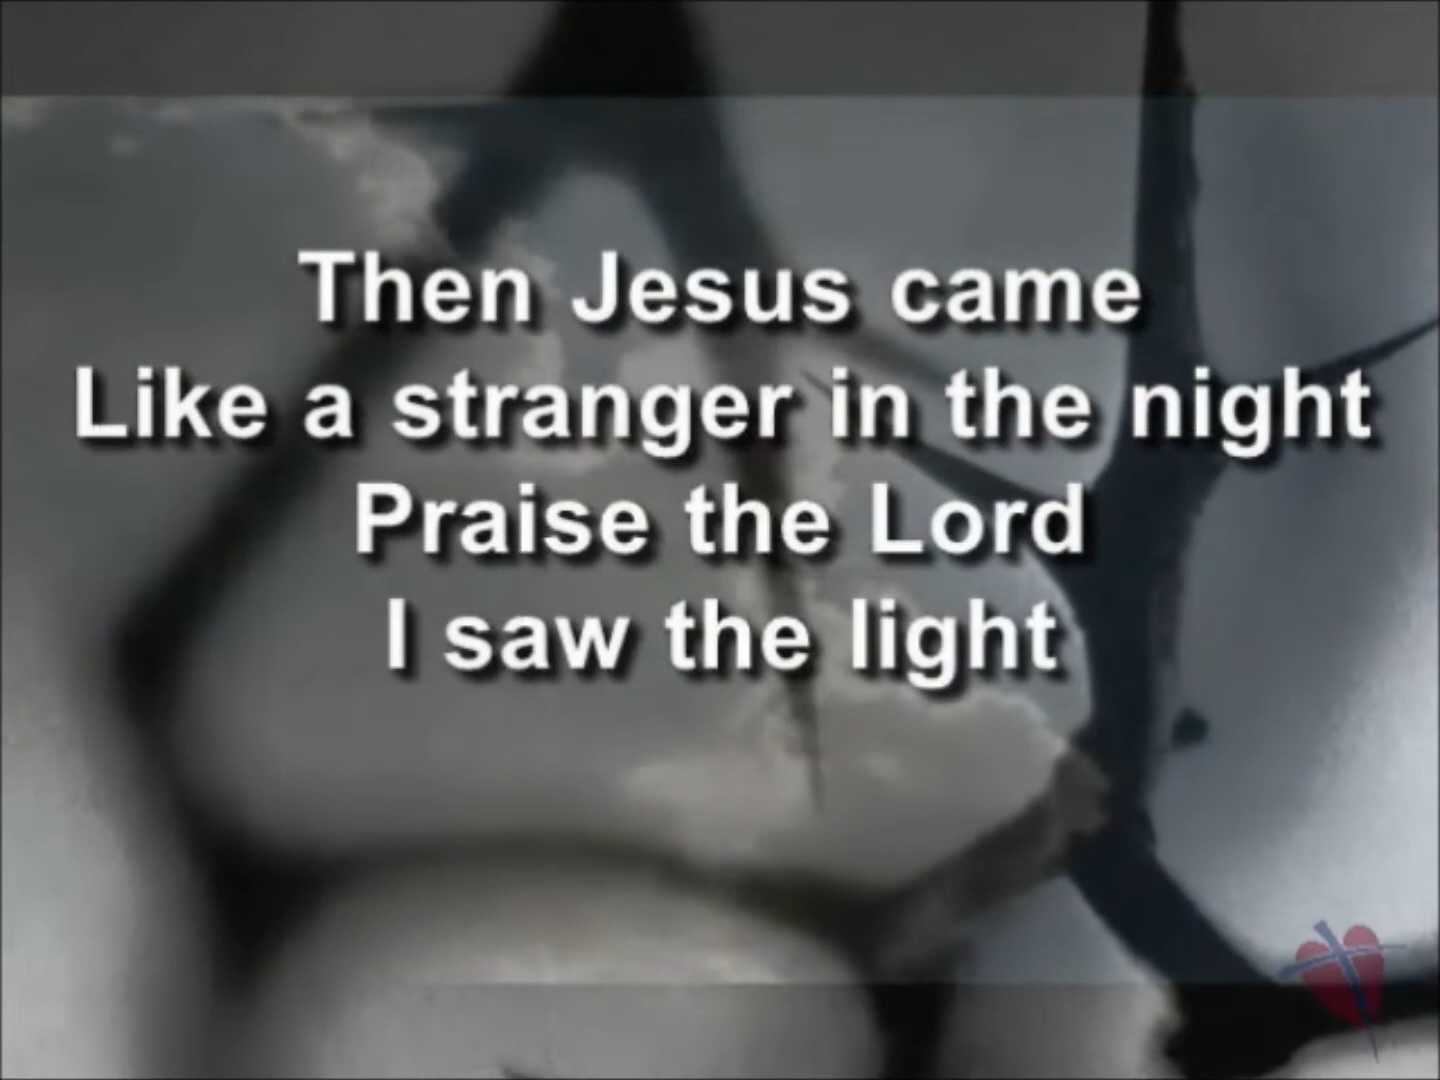 Then Jesus came
Like a stranger in the night
Praise the Lord
I saw the light